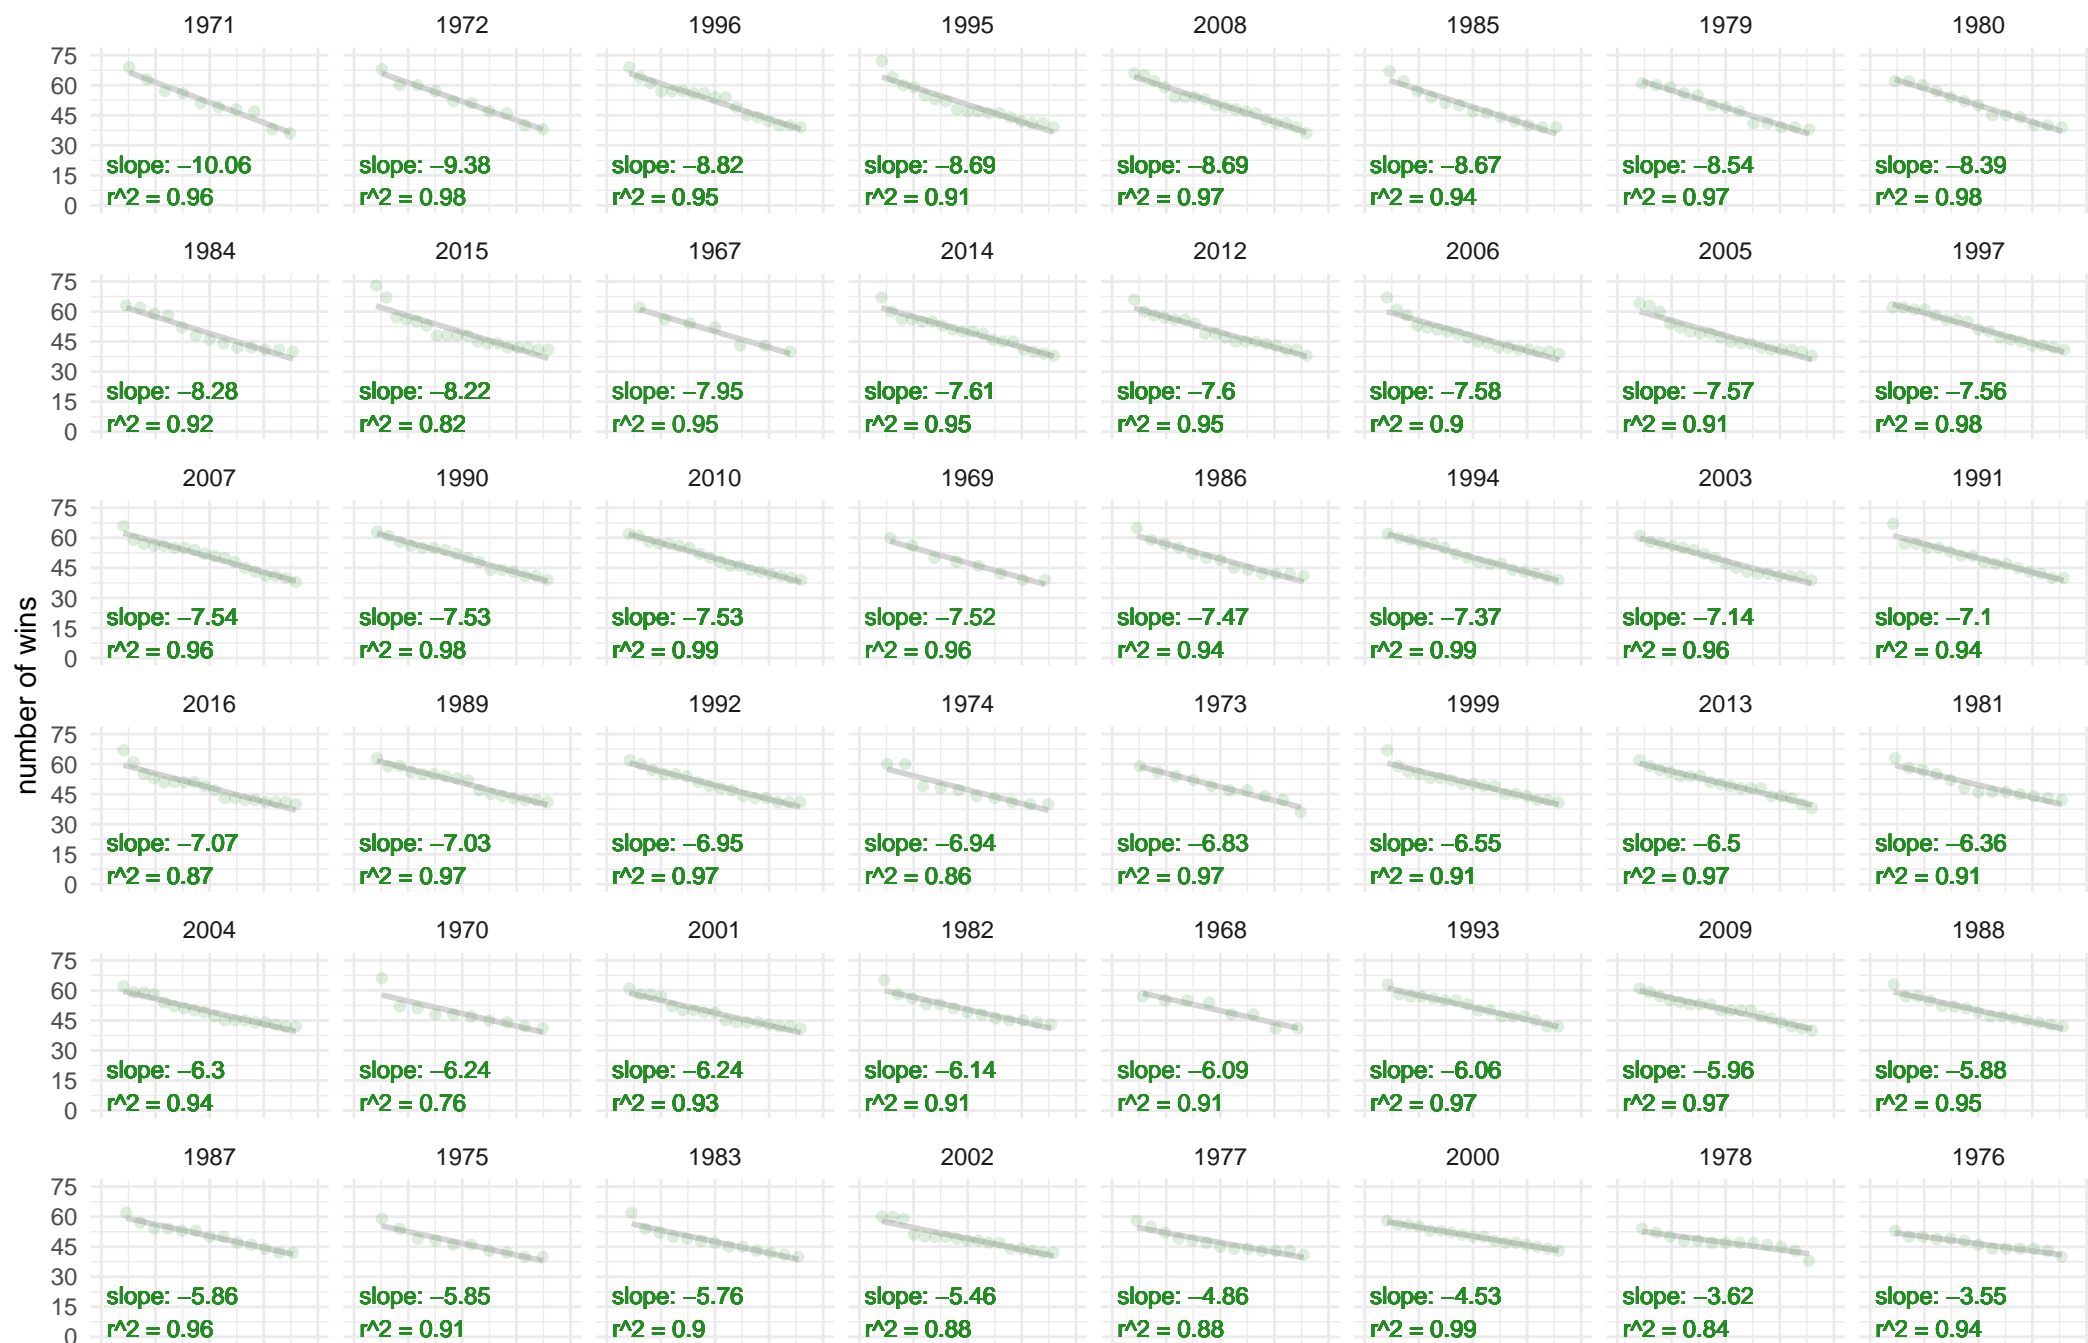 1971 1972 1996 1995 2008 1985 1979 1980
75
60
45
30
15
0
slope: −10.06 slope: −9.38 slope: −8.82 slope: −8.69 slope: −8.69 slope: −8.67 slope: −8.54 slope: −8.39
r^2 = 0.96 r^2 = 0.98 r^2 = 0.95 r^2 = 0.91 r^2 = 0.97 r^2 = 0.94 r^2 = 0.97 r^2 = 0.98
1984 2015 1967 2014 2012 2006 2005 1997
75
60
45
30
15
0
slope: −8.28 slope: −8.22 slope: −7.95 slope: −7.61 slope: −7.6 slope: −7.58 slope: −7.57 slope: −7.56
r^2 = 0.92 r^2 = 0.82 r^2 = 0.95 r^2 = 0.95 r^2 = 0.95 r^2 = 0.9 r^2 = 0.91 r^2 = 0.98
2007 1990 2010 1969 1986 1994 2003 1991
75
60
45
30
15
0
slope: −7.54 slope: −7.53 slope: −7.53 slope: −7.52 slope: −7.47 slope: −7.37 slope: −7.14 slope: −7.1
r^2 = 0.96 r^2 = 0.98 r^2 = 0.99 r^2 = 0.96 r^2 = 0.94 r^2 = 0.99 r^2 = 0.96 r^2 = 0.94
number of wins
2016 1989 1992 1974 1973 1999 2013 1981
75
60
45
30
15
0
slope: −7.07 slope: −7.03 slope: −6.95 slope: −6.94 slope: −6.83 slope: −6.55 slope: −6.5 slope: −6.36
r^2 = 0.87 r^2 = 0.97 r^2 = 0.97 r^2 = 0.86 r^2 = 0.97 r^2 = 0.91 r^2 = 0.97 r^2 = 0.91
2004 1970 2001 1982 1968 1993 2009 1988
75
60
45
30
15
0
slope: −6.3 slope: −6.24 slope: −6.24 slope: −6.14 slope: −6.09 slope: −6.06 slope: −5.96 slope: −5.88
r^2 = 0.94 r^2 = 0.76 r^2 = 0.93 r^2 = 0.91 r^2 = 0.91 r^2 = 0.97 r^2 = 0.97 r^2 = 0.95
1987 1975 1983 2002 1977 2000 1978 1976
75
60
45
30
15
0
slope: −5.86 slope: −5.85 slope: −5.76 slope: −5.46 slope: −4.86 slope: −4.53 slope: −3.62 slope: −3.55
r^2 = 0.96 r^2 = 0.91 r^2 = 0.9 r^2 = 0.88 r^2 = 0.88 r^2 = 0.99 r^2 = 0.84 r^2 = 0.94